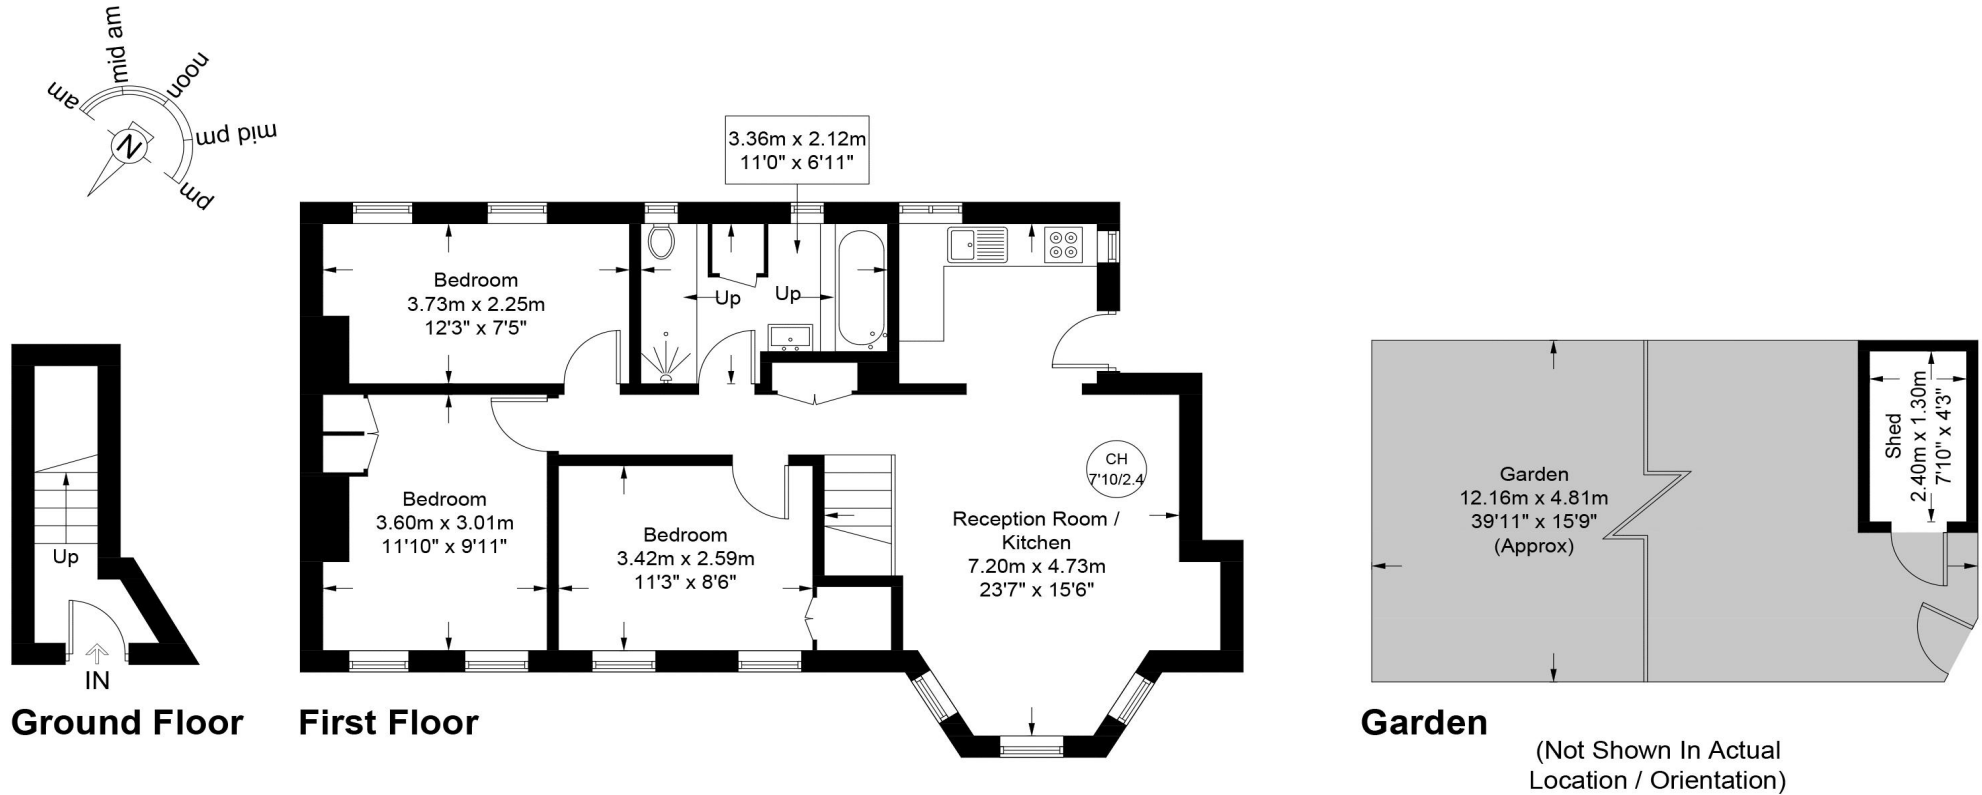 am
mid am
noon
mid pm
pm
N
3.36m x 2.12m
11'0" x 6'11"
Bedroom
3.73m x 2.25m
12'3" x 7'5"
Up
Up
Bedroom
3.60m x 3.01m
11'10" x 9'11"
Bedroom
3.42m x 2.59m
11'3" x 8'6"
CH
7'10/2.4
Reception Room /
Kitchen
7.20m x 4.73m
23'7" x 15'6"
Up
IN
Ground Floor
First Floor
Garden
12.16m x 4.81m
39'11" x 15'9"
(Approx)
Shed
2.40m x 1.30m
7'10" x 4'3"
Garden
(Not Shown In Actual
Location / Orientation)